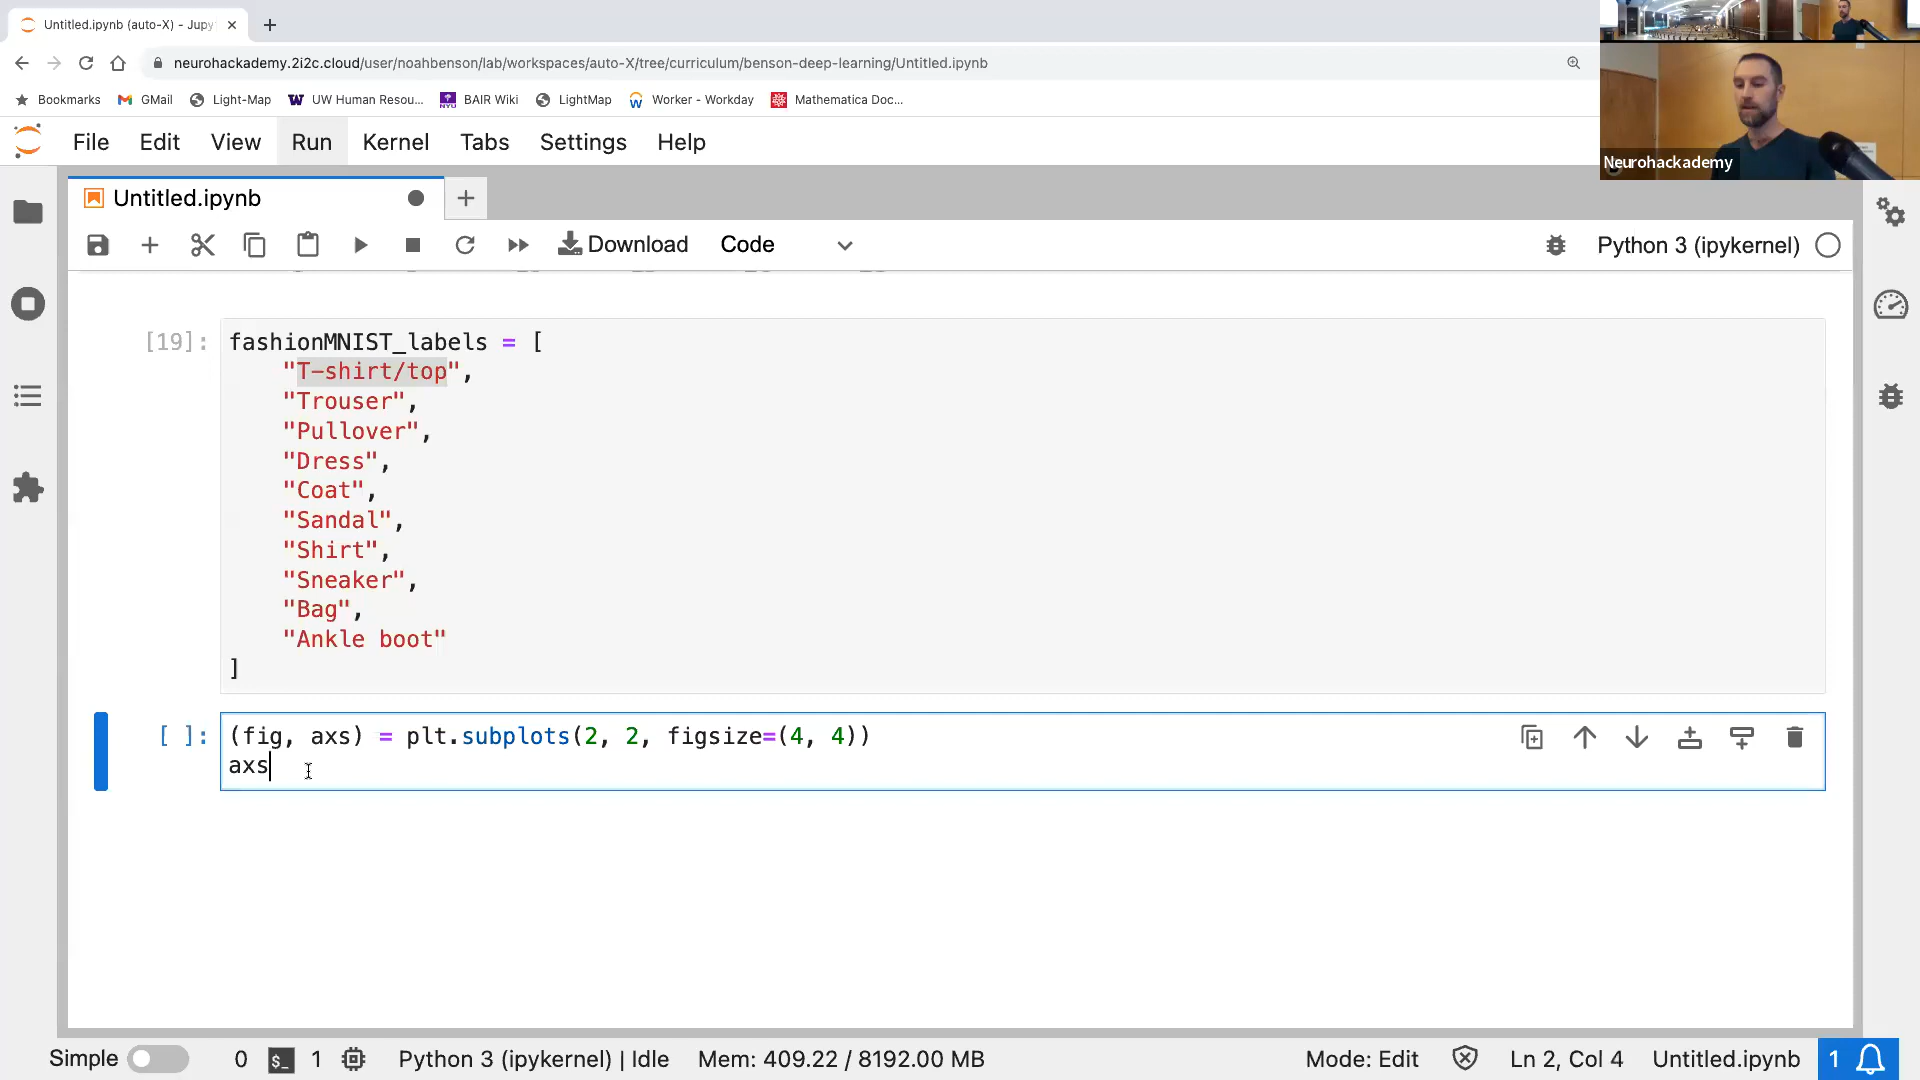 Untitled.ipynb (auto-X) - Jupy
neurohackademy.2i2c.cloud/user/noahbenson/lab/workspaces/auto-X/tree/curriculum/benson-deep-learning/Untitled.ipynb
Bookmarks GMail Light-Map UW Human Resou... BAIR Wiki LightMap Worker - Workday Mathematica Doc...
File Edit View Run Kernel Tabs Settings Help
Neurohackademy
Untitled.ipynb
Download Code Python 3 (ipykernel)
[19]: fashionMNIST_labels = [
"T-shirt/top",
"Trouser",
"Pullover",
"Dress",
"Coat",
"Sandal",
"Shirt",
"Sneaker",
"Bag",
"Ankle boot"
]
[ ]: (fig, axs) = plt.subplots(2, 2, figsize=(4, 4))
axs
Simple 0 $_ 1 Python 3 (ipykernel) | Idle Mem: 409.22 / 8192.00 MB Mode: Edit Ln 2, Col 4 Untitled.ipynb 1